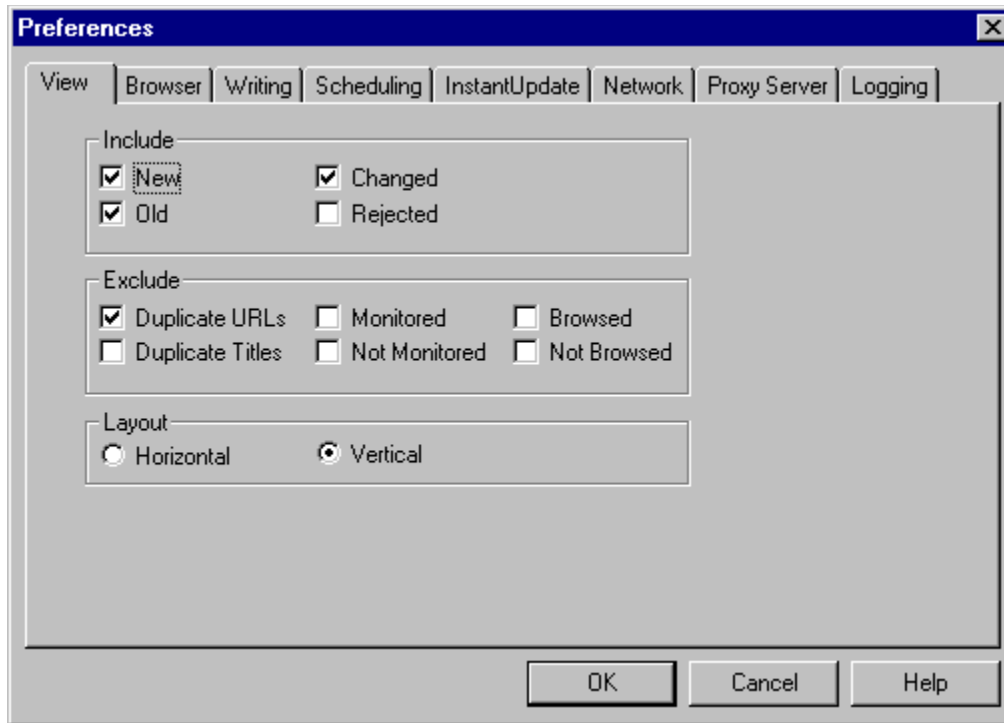 Preferences
View Browser Writing Scheduling InstantUpdate Network Proxy Server Logging
Include
New Changed
Old Rejected
Exclude
Duplicate URLs Monitored Browsed
Duplicate Titles Not Monitored Not Browsed
Layout
Horizontal Vertical
OK Cancel Help